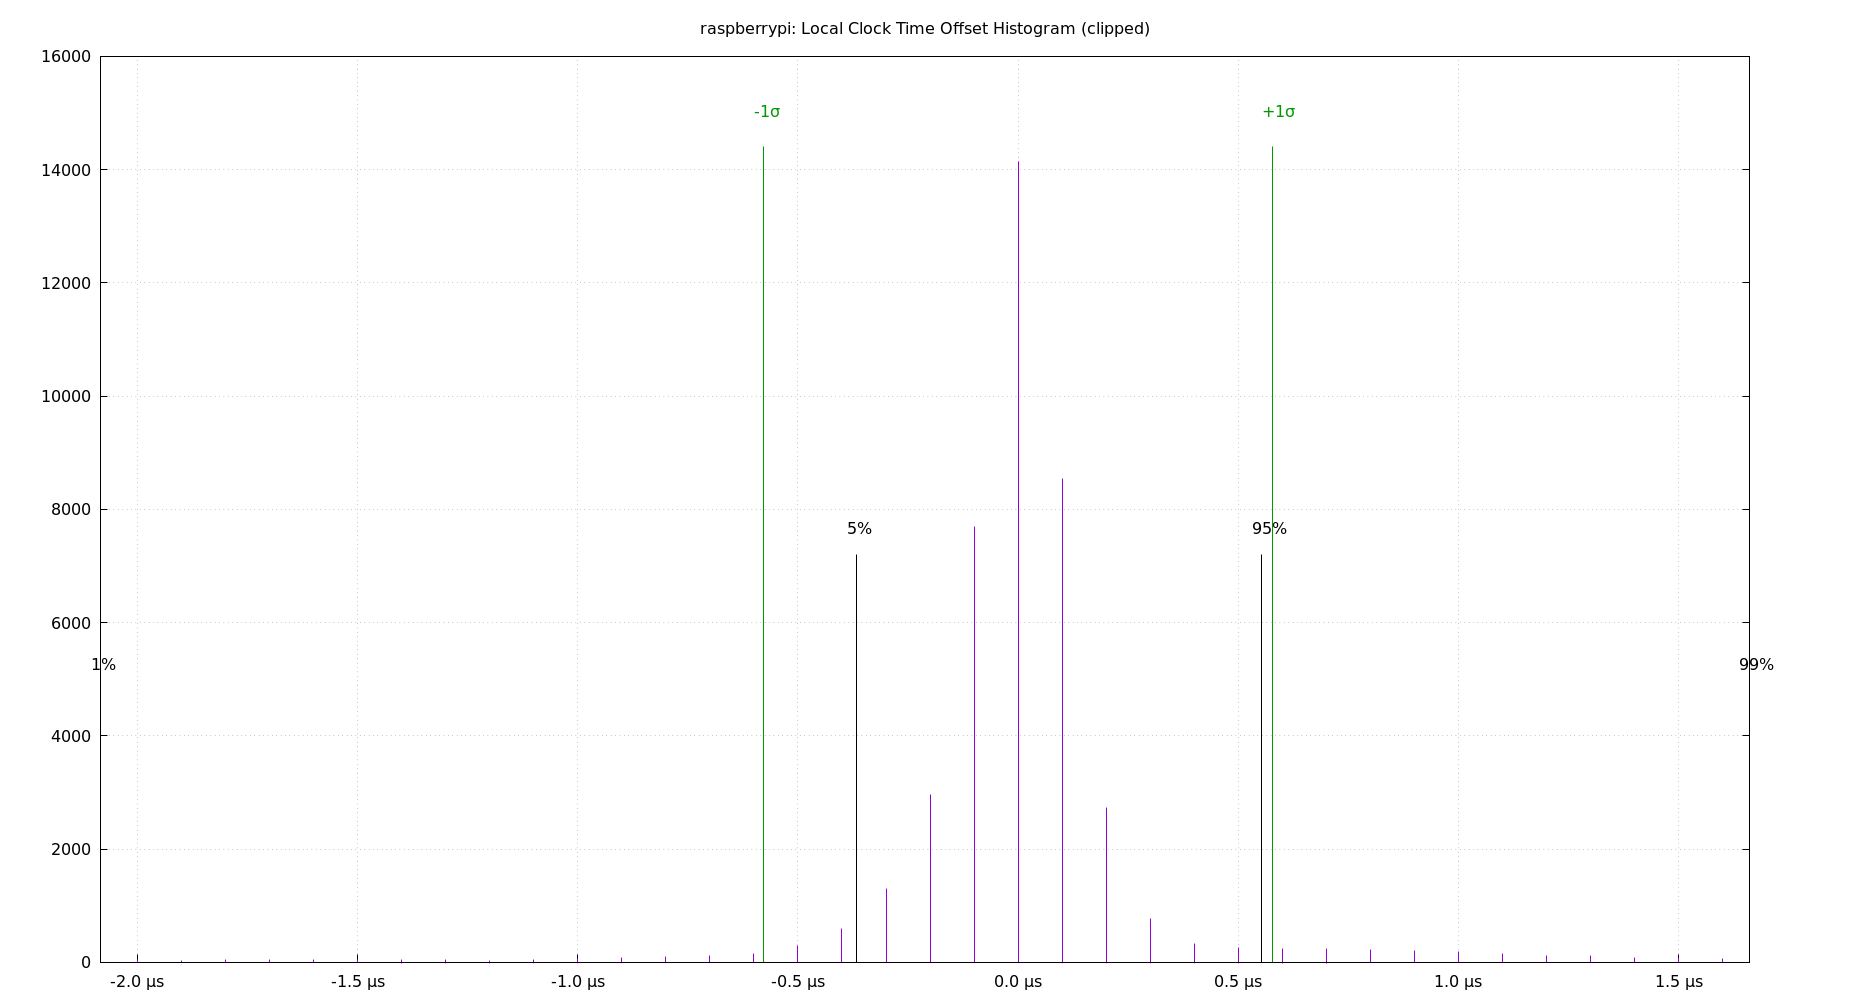 raspberrypi: Local Clock Time Offset Histogram (clipped)
16000
-1σ
+1σ
14000
12000
10000
8000
5%
95%
6000
1%
99%
4000
2000
0
-2.0 µs
-1.5 µs
-1.0 µs
-0.5 µs
0.0 µs
0.5 µs
1.0 µs
1.5 µs